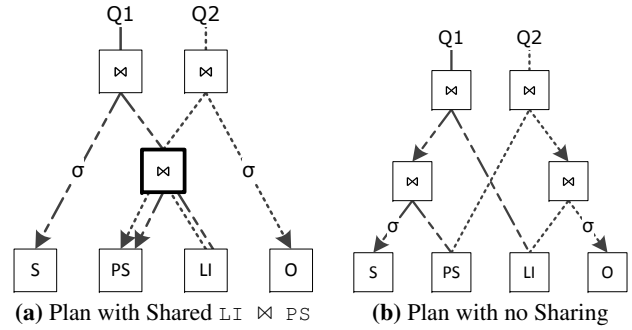 Q1 Q2
⋈ ⋈
σ ⋈ σ
S PS LI O
(a) Plan with Shared LI ⋈ PS
Q1 Q2
⋈ ⋈
⋈ ⋈
σ σ
S PS LI O
(b) Plan with no Sharing